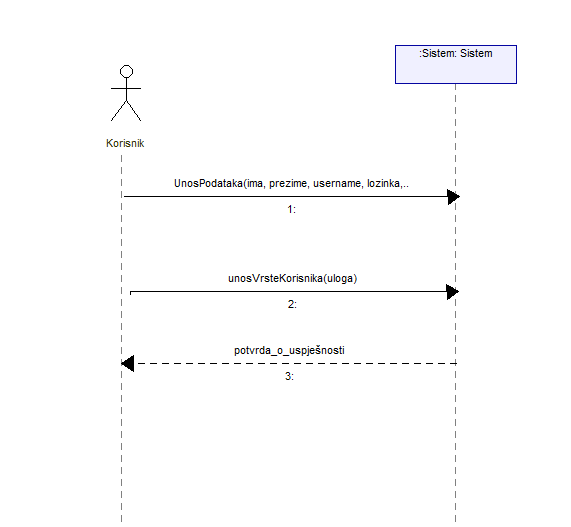 :Sistem: Sistem
Korisnik
UnosPodataka(ima, prezime, username, lozinka,..
1:
unosVrsteKorisnika(uloga)
2:
potvrda_o_uspješnosti
3: